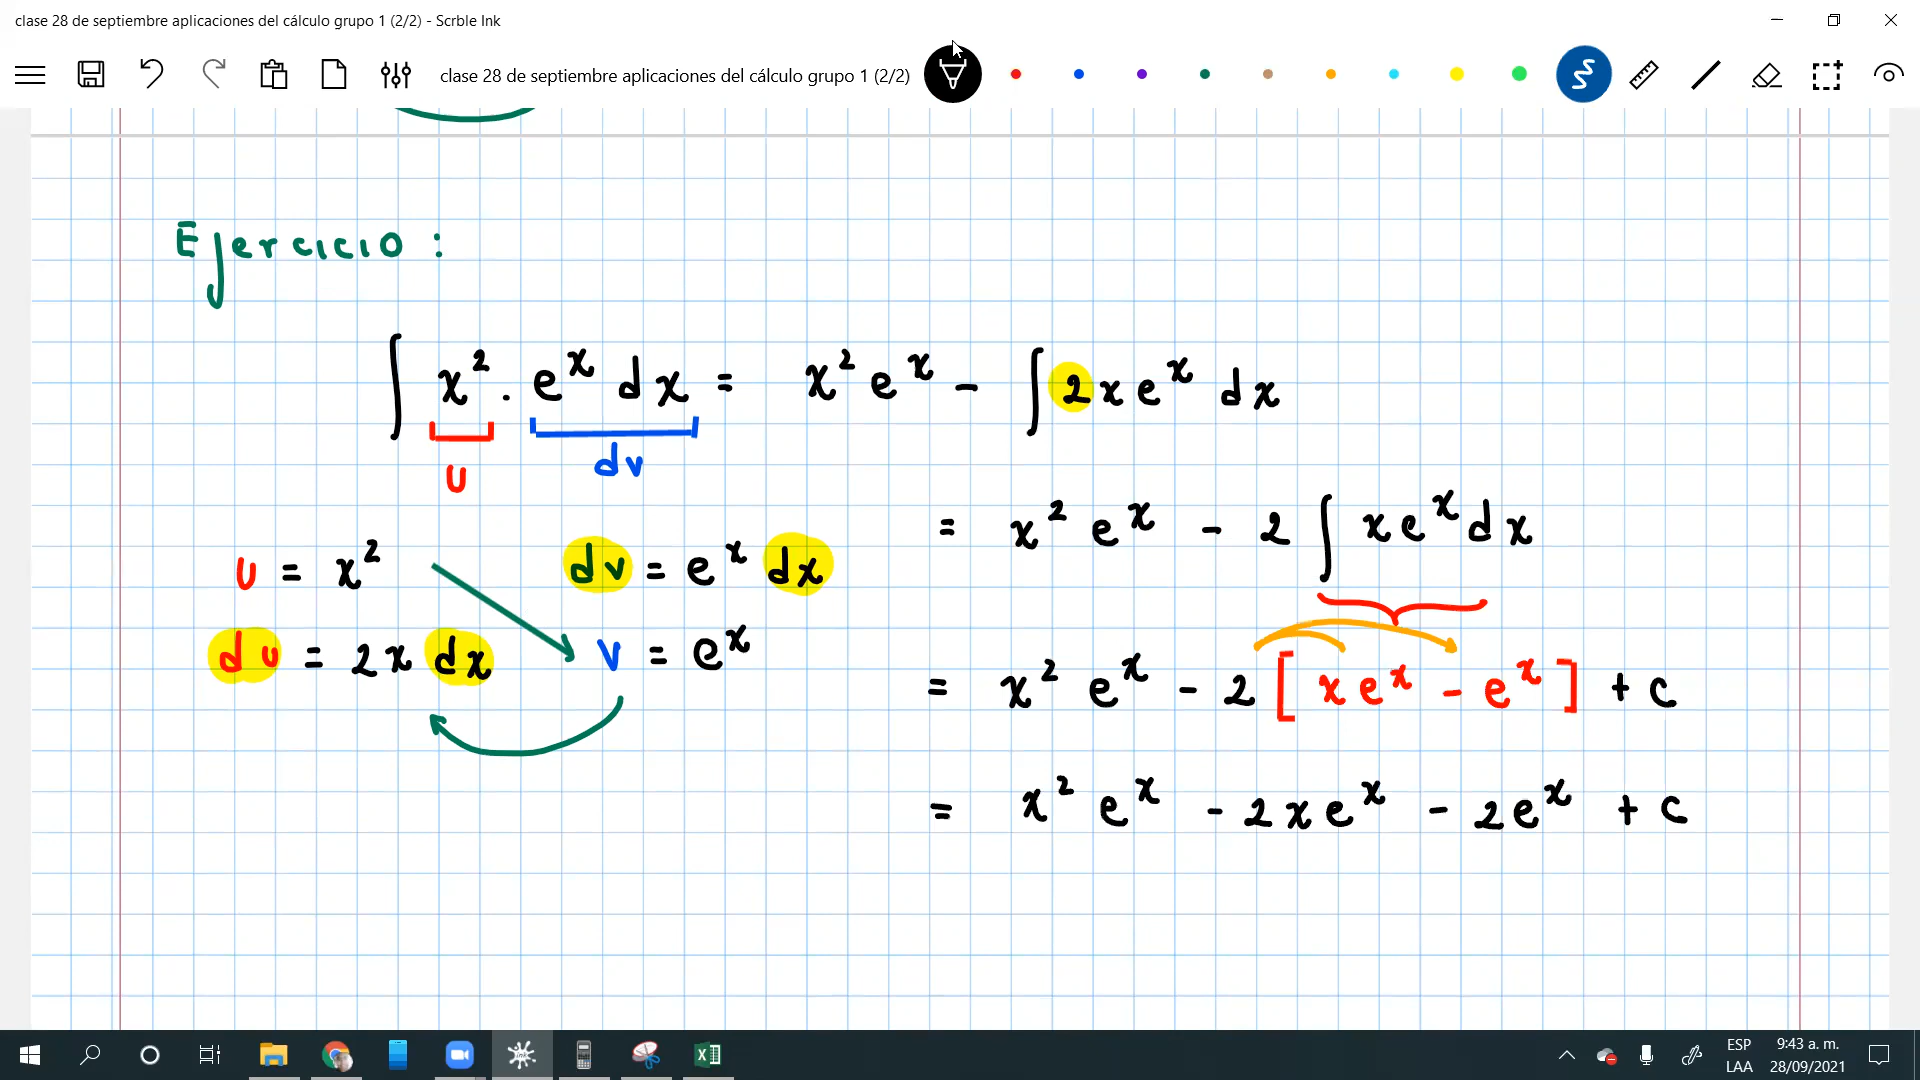 clase 28 de septiembre aplicaciones del cálculo grupo 1 (2/2) - Scrble Ink
clase 28 de septiembre aplicaciones del cálculo grupo 1 (2/2)
Ejercicio:
∫ x² · eˣ dx = x² eˣ - ∫ 2x eˣ dx
u dv
= x² eˣ - 2 ∫ x eˣ dx
u = x² dv = eˣ dx
du = 2x dx v = eˣ
= x² eˣ - 2 [ x eˣ - eˣ ] + c
= x² eˣ - 2x eˣ - 2eˣ + c
ESP 9:43 a. m.
LAA 28/09/2021